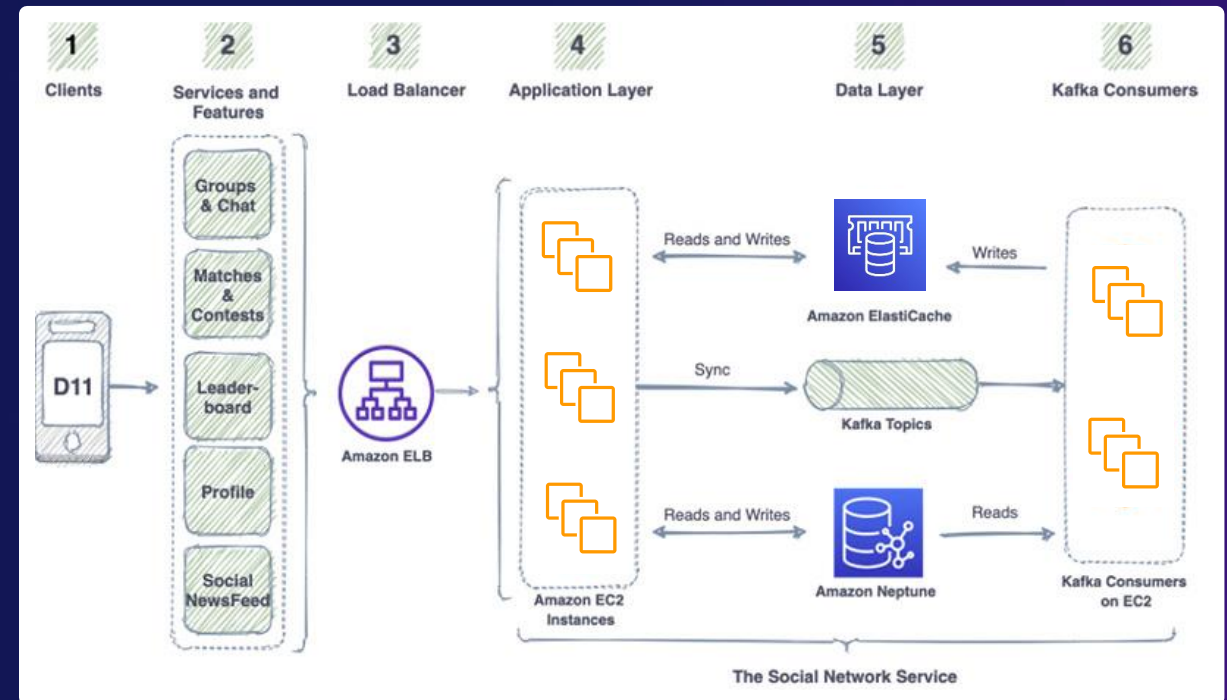 1
2
3
4
5
6
Clients
Services and
Features
Load Balancer
Application Layer
Data Layer
Kafka Consumers
Groups
& Chat
Matches
&
Contests
Leader-
board
Profile
Social
NewsFeed
D11
Amazon ELB
Reads and Writes
Writes
Amazon ElastiCache
Sync
Kafka Topics
Reads and Writes
Reads
Amazon Neptune
Amazon EC2
Instances
Kafka Consumers
on EC2
The Social Network Service